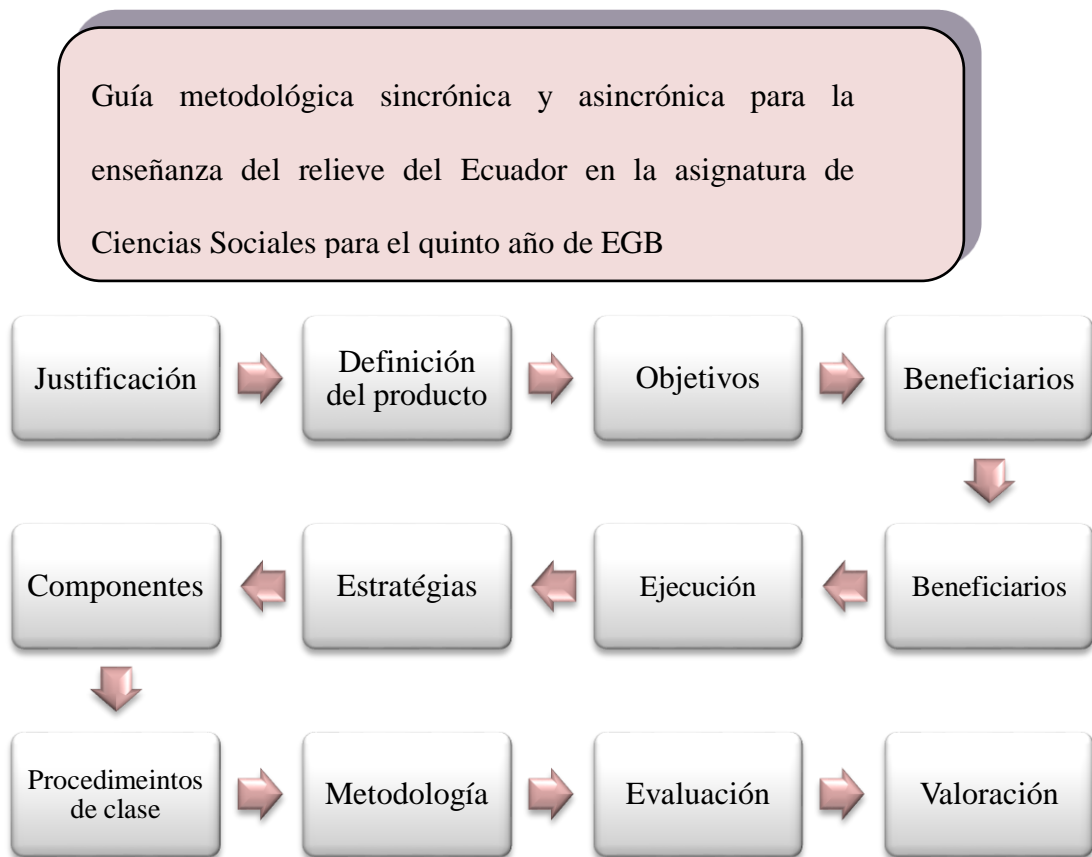 Guía metodológica sincrónica y asincrónica para la
enseñanza del relieve del Ecuador en la asignatura de
Ciencias Sociales para el quinto año de EGB
Justificación
Definición
del producto
Objetivos
Beneficiarios
Beneficiarios
Ejecución
Estratégias
Componentes
Procedimeintos
de clase
Metodología
Evaluación
Valoración